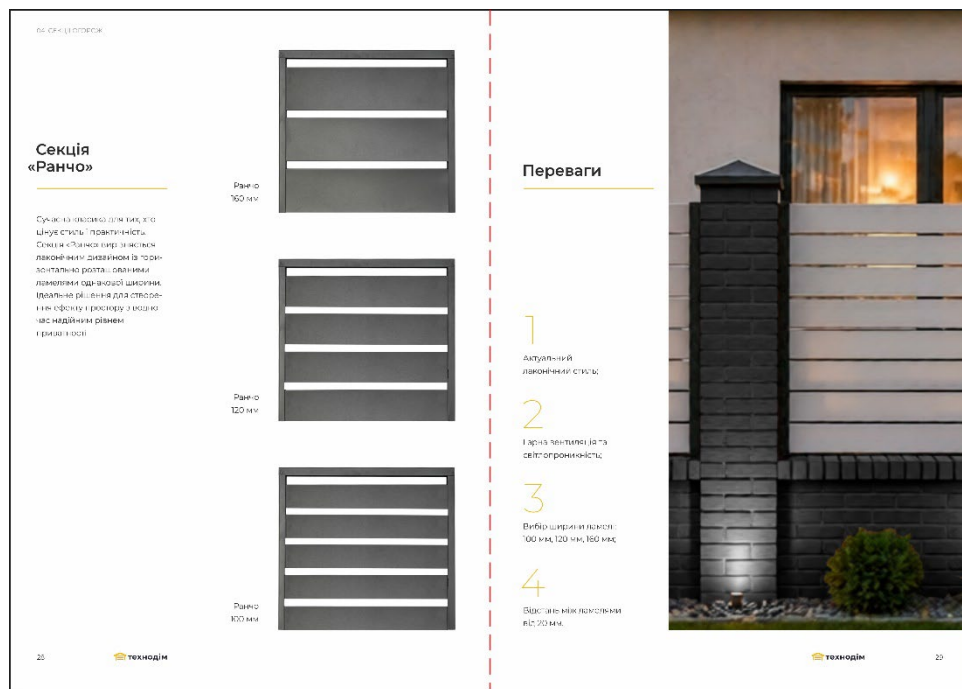 04 СЕКЦІЇ ОГОРОЖ
Секція
«Ранчо»
Сучасна класика для тих, хто
цінує стиль і практичність.
Секція «Ранчо» вирізняється
лаконічним дизайном із гори-
зонтально розташованими
ламелями однакової ширини.
Ідеальне рішення для створе-
ння ефекту простору з водно-
час надійним рівнем
приватності
Ранчо
160 мм
Ранчо
120 мм
Ранчо
100 мм
28
технодім
Переваги
1
Актуальний
лаконічний стиль;
2
Гарна вентиляція та
світлопроникність;
3
Вибір ширини ламелі:
100 мм, 120 мм, 160 мм;
4
Відстань між ламелями
від 20 мм.
технодім
29